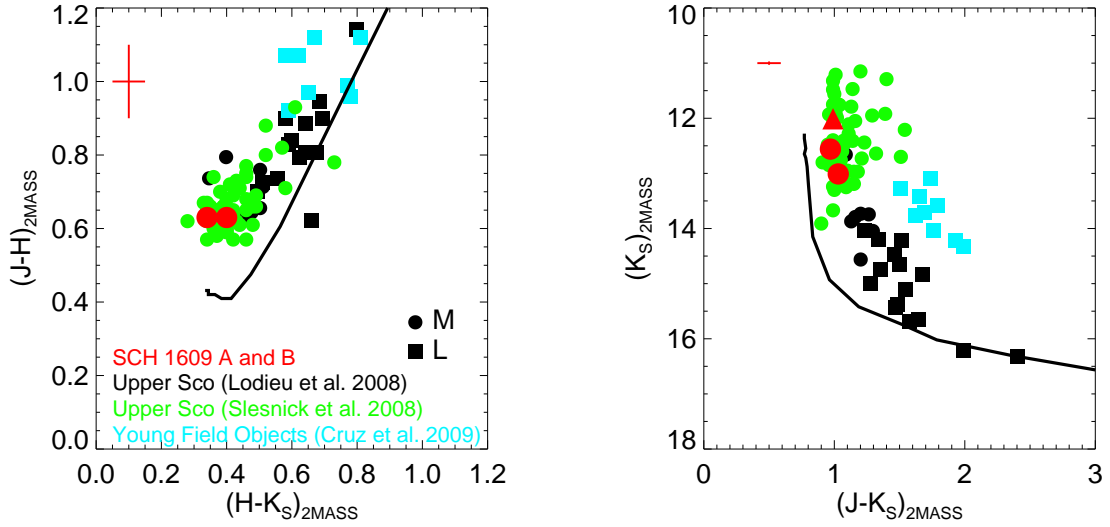 1.2
1.0
0.8
0.6
0.4
0.2
0.0
(J-H)2MASS
M
L
SCH 1609 A and B
Upper Sco (Lodieu et al. 2008)
Upper Sco (Slesnick et al. 2008)
Young Field Objects (Cruz et al. 2009)
0.0 0.2 0.4 0.6 0.8 1.0 1.2
(H-KS)2MASS
10
12
14
16
18
(KS)2MASS
0 1 2 3
(J-KS)2MASS